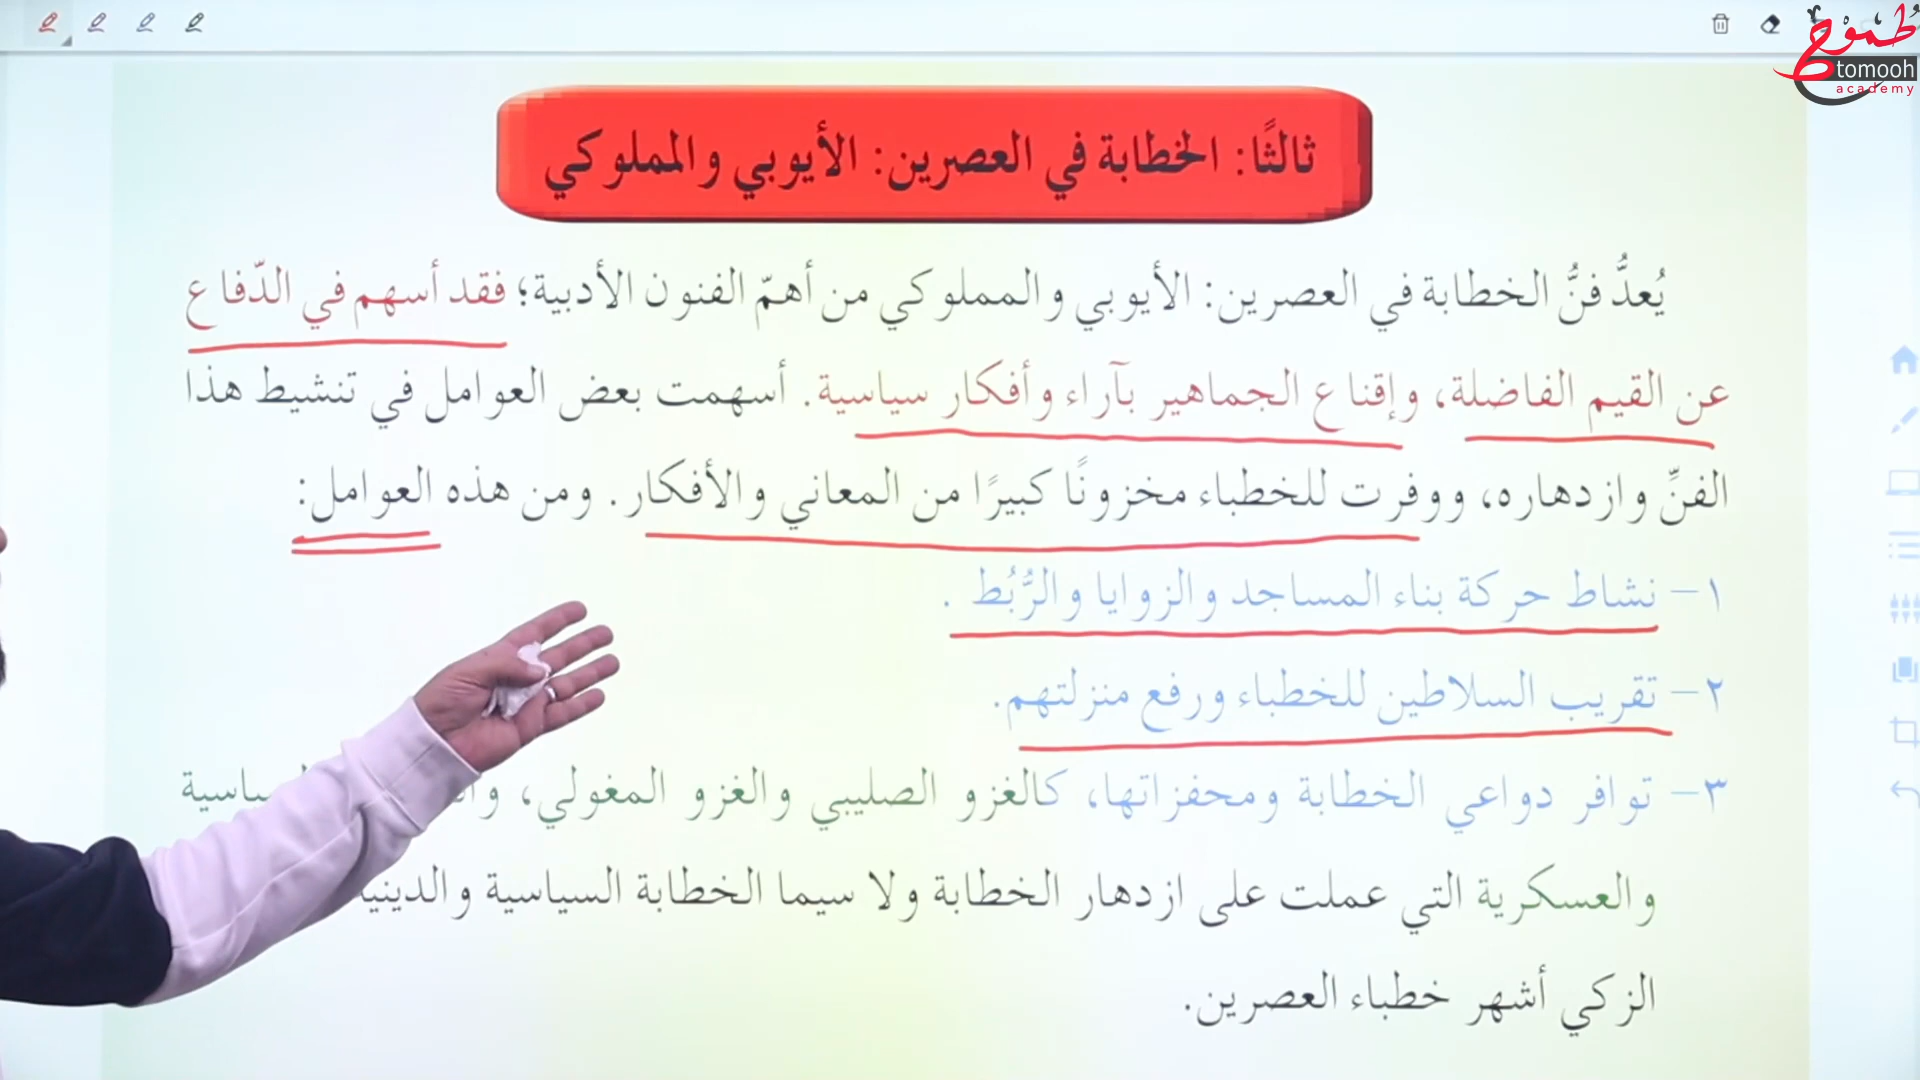 طموح
tomooh
academy
ثالثًا: الخطابة في العصرين: الأيوبي والمملوكي
يُعدُّ فنُّ الخطابة في العصرين: الأيوبي والمملوكي من أهمّ الفنون الأدبية؛ فقد أسهم في الدّفاع
عن القيم الفاضلة، وإقناع الجماهير بآراء وأفكار سياسية. أسهمت بعض العوامل في تنشيط هذا
الفنِّ وازدهاره، ووفرت للخطباء مخزونًا كبيرًا من المعاني والأفكار. ومن هذه العوامل:
١- نشاط حركة بناء المساجد والزوايا والرُّبُط .
٢- تقريب السلاطين للخطباء ورفع منزلتهم.
٣- توافر دواعي الخطابة ومحفزاتها، كالغزو الصليبي والغزو المغولي،
والعسكرية التي عملت على ازدهار الخطابة ولا سيما الخطابة السياسية والدينية
الزكي أشهر خطباء العصرين.